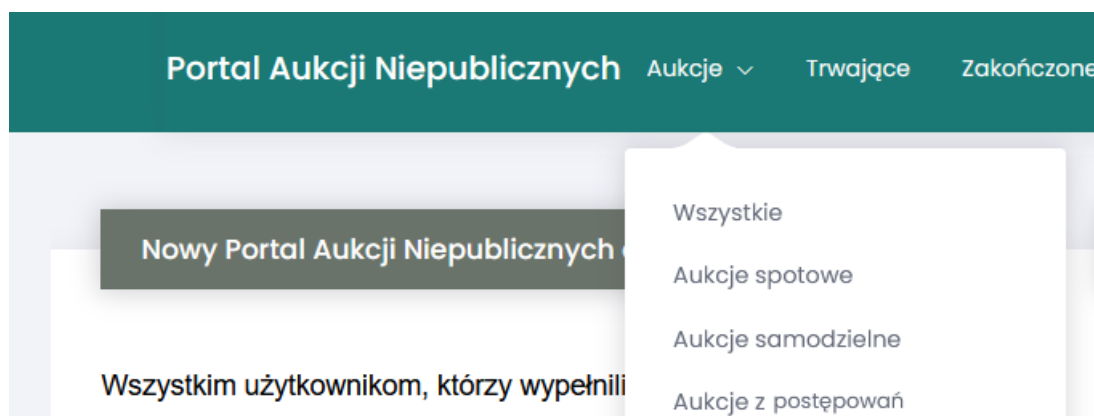 Portal Aukcji Niepublicznych Aukcje Trwające Zakończone
Wszystkie
Nowy Portal Aukcji Niepublicznych
Aukcje spotowe
Aukcje samodzielne
Wszystkim użytkownikom, którzy wypełnili
Aukcje z postępowań